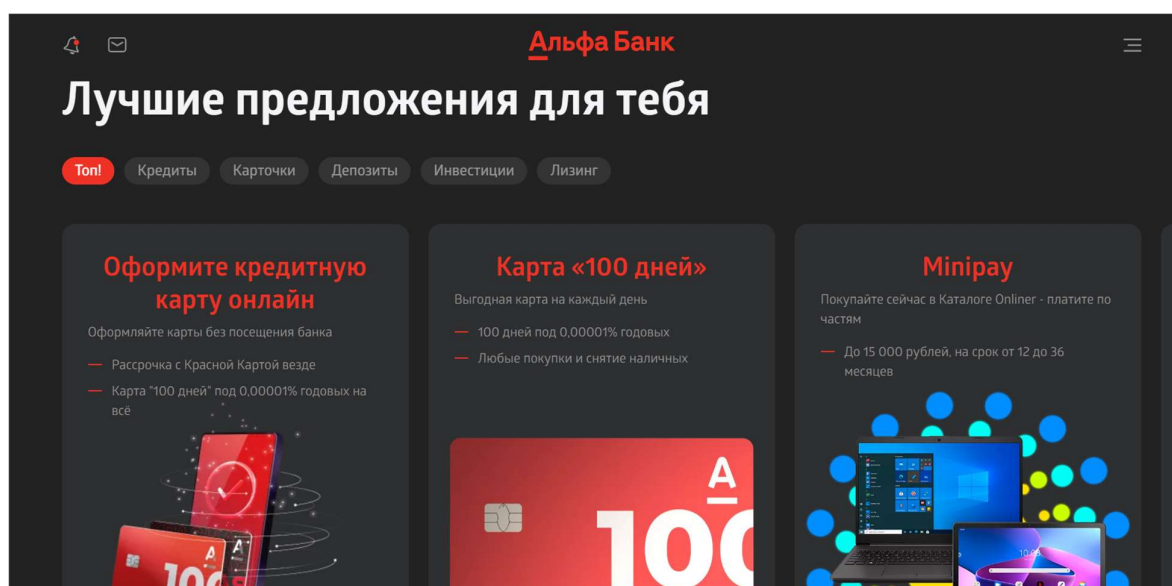 Альфа Банк
Лучшие предложения для тебя
Топ!
Кредиты
Карточки
Депозиты
Инвестиции
Лизинг
Оформите кредитную
карту онлайн
Оформляйте карты без посещения банка
— Рассрочка с Красной Картой везде
— Карта "100 дней" под 0,00001% годовых на
всё
А
А
100
Карта «100 дней»
Выгодная карта на каждый день
— 100 дней под 0,00001% годовых
— Любые покупки и снятие наличных
А
100
Minipay
Покупайте сейчас в Каталоге Onliner - платите по
частям
— До 15 000 рублей, на срок от 12 до 36
месяцев